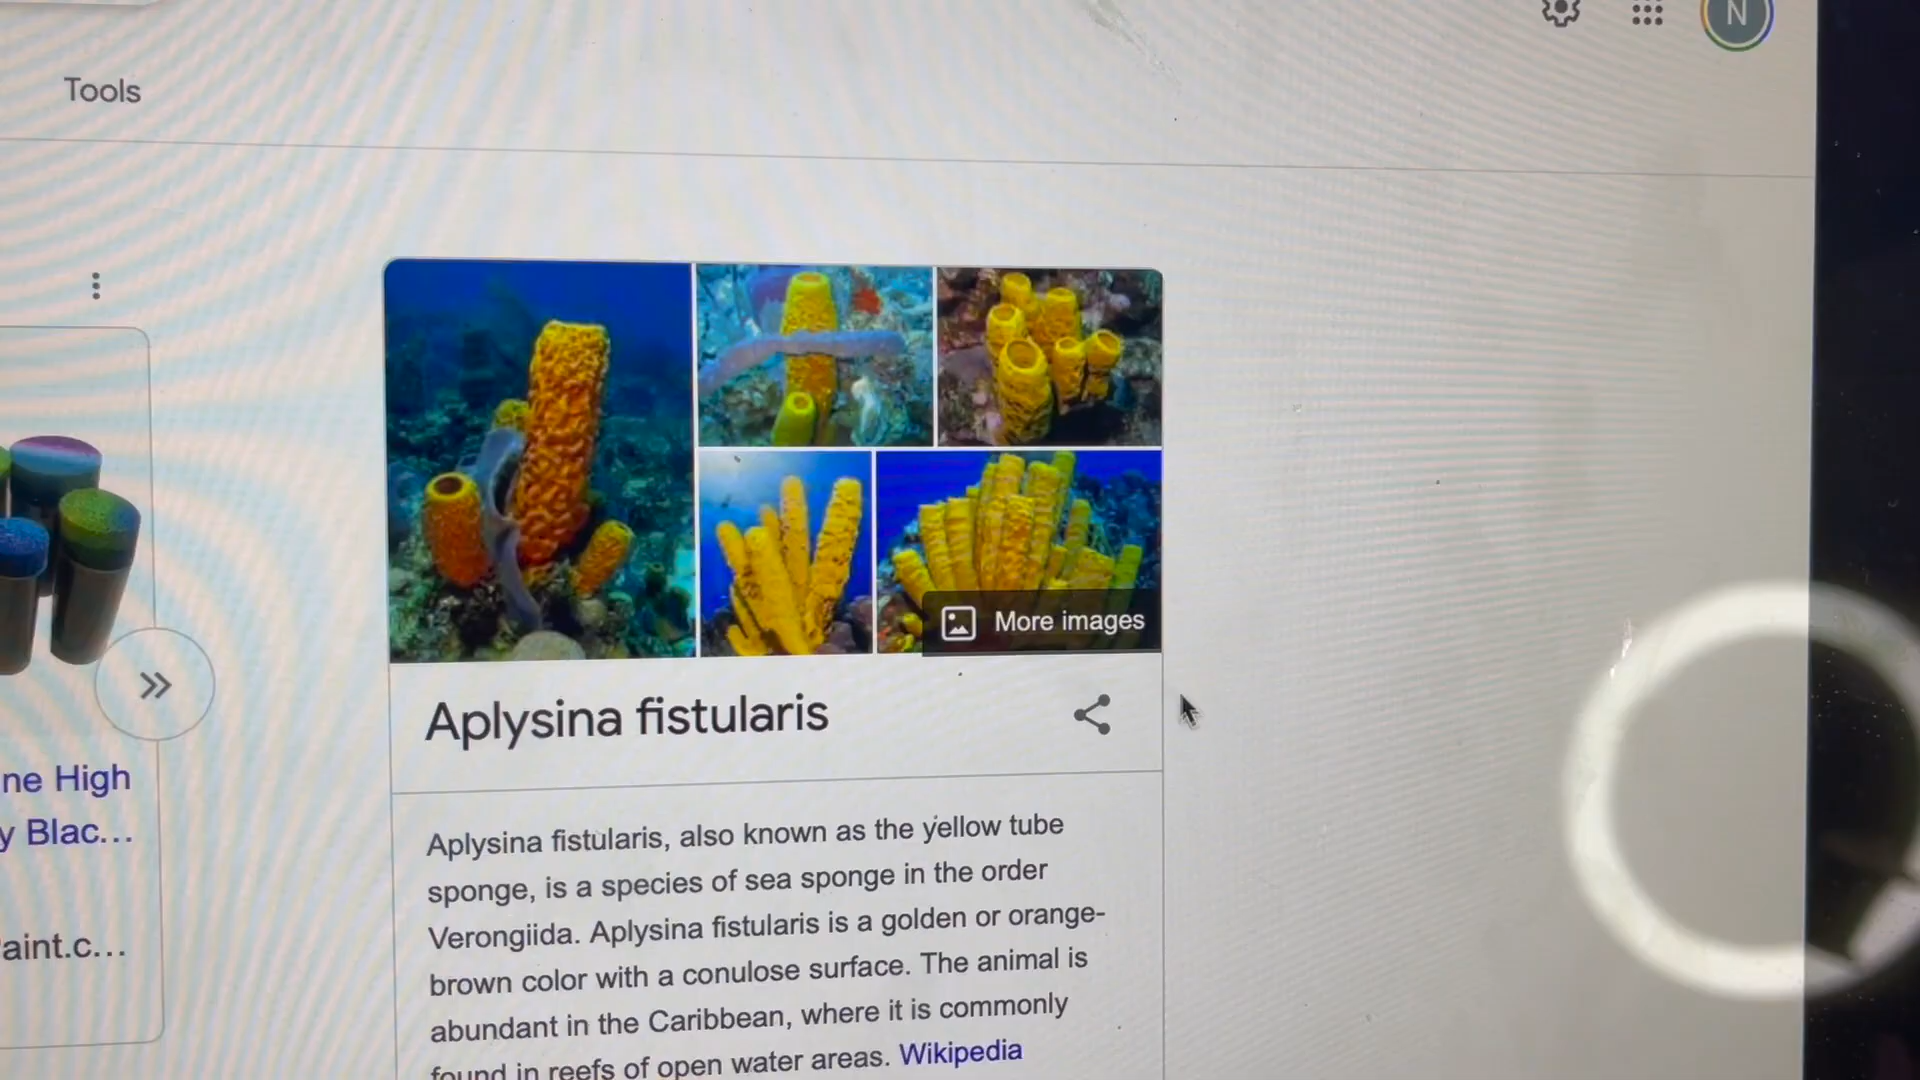 N
Tools
More images
Aplysina fistularis
ne High
y Blac...
aint.c...
Aplysina fistularis, also known as the yellow tube
sponge, is a species of sea sponge in the order
Verongiida. Aplysina fistularis is a golden or orange-
brown color with a conulose surface. The animal is
abundant in the Caribbean, where it is commonly
found in reefs of open water areas. Wikipedia